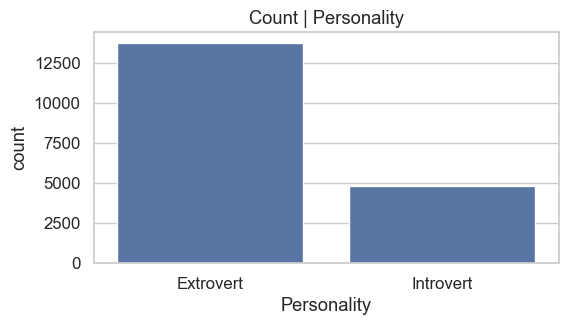 Count | Personality
12500
10000
7500
5000
2500
0
count
Extrovert
Introvert
Personality